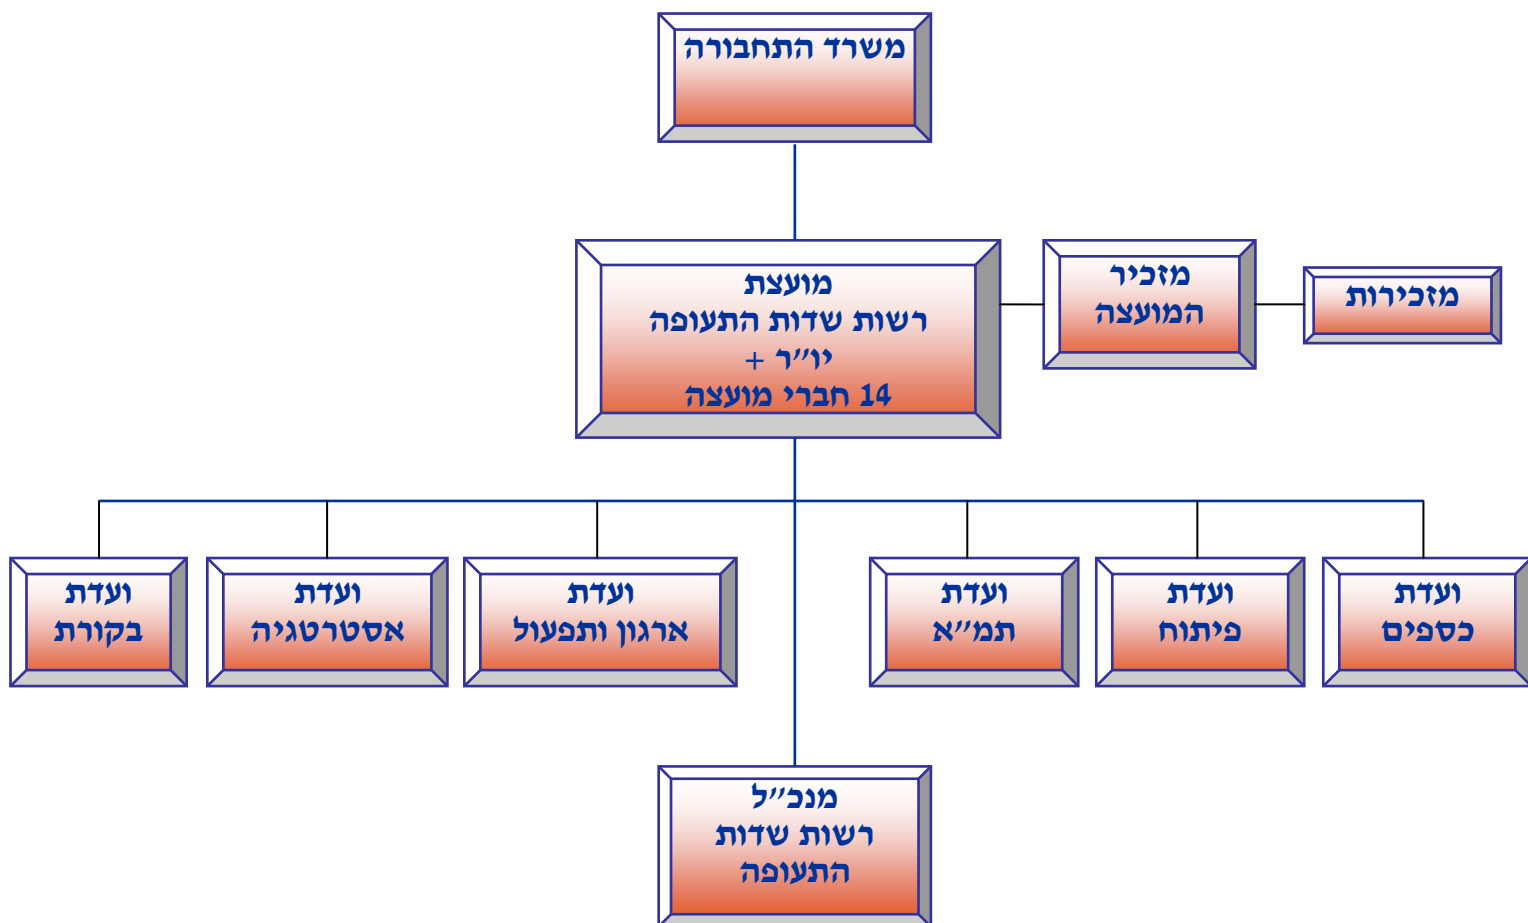 משרד התחבורה
מועצת
רשות שדות התעופה
יו״ר +
14 חברי מועצה
מזכיר
המועצה
מזכירות
ועדת
כספים
ועדת
פיתוח
ועדת
תמ״א
ועדת
ארגון ותפעול
ועדת
אסטרטגיה
ועדת
בקורת
מנכ״ל
רשות שדות
התעופה